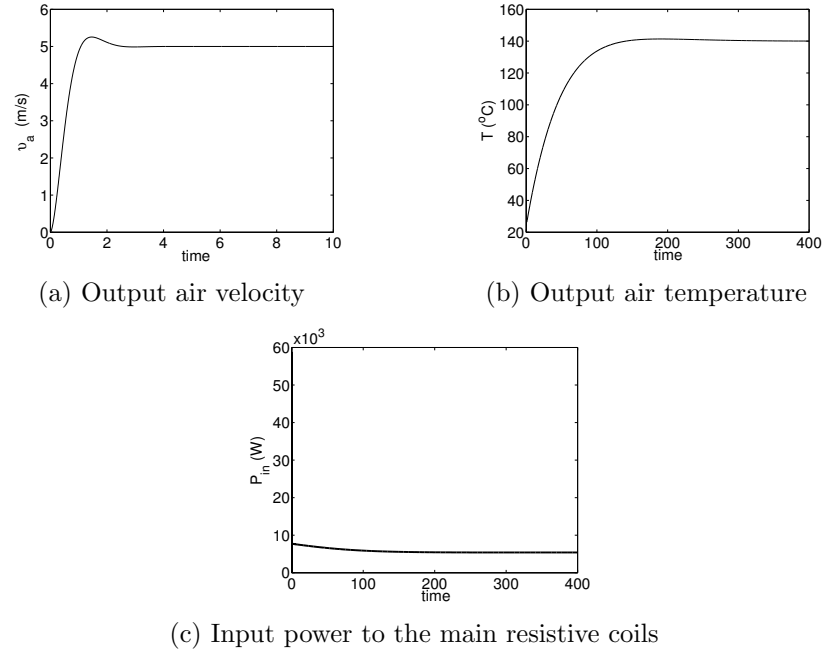 6
5
4
3
2
1
0
υa (m/s)
0 2 4 6 8 10
time
(a) Output air velocity
160
140
120
100
80
60
40
20
T (oC)
0 100 200 300 400
time
(b) Output air temperature
x103
60
50
40
30
20
10
0
Pin (W)
0 100 200 300 400
time
(c) Input power to the main resistive coils